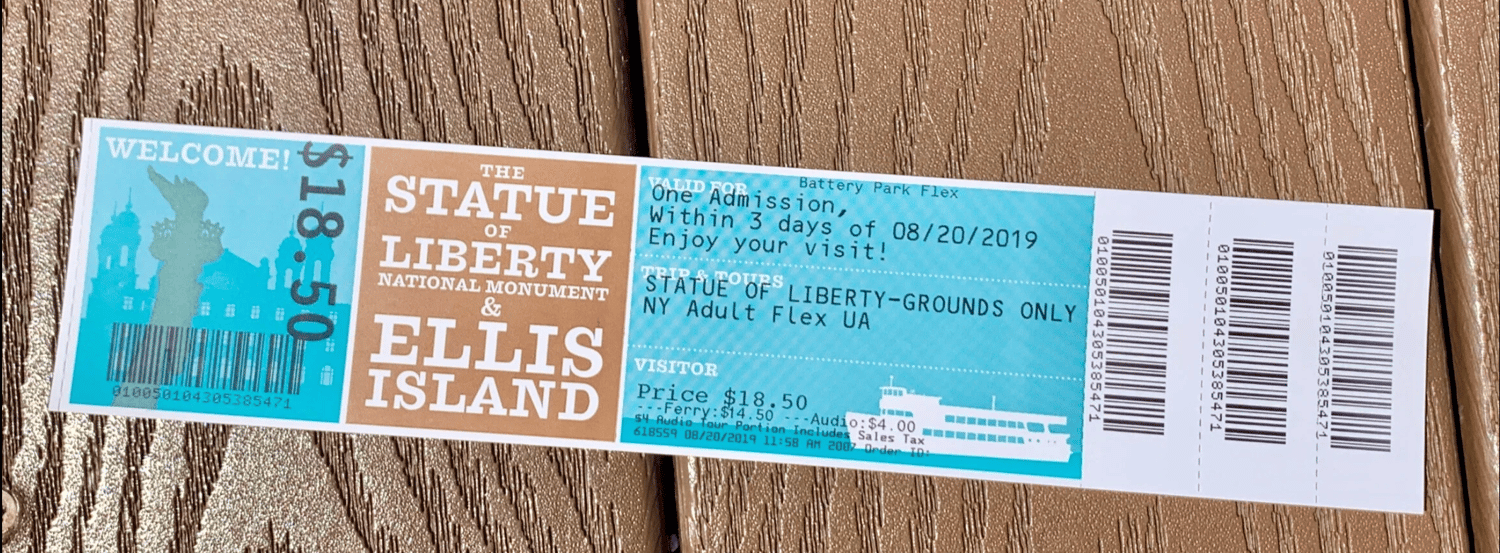 WELCOME!
$18.50
010050104305385471
THE
STATUE
OF
LIBERTY
NATIONAL MONUMENT
&
ELLIS
ISLAND
VALID FOR
Battery Park Flex
One Admission,
Within 3 days of 08/20/2019
Enjoy your visit!
TRIP & TOURS
STATUE OF LIBERTY-GROUNDS ONLY
NY Adult Flex UA
VISITOR
Price $18.50
---Ferry:$14.50 ---Audio:$4.00
$4 Audio Tour Portion Includes Sales Tax
618559 08/20/2019 11:58 AM 2007 Order ID:
010050104305385471
010050104305385471
010050104305385471